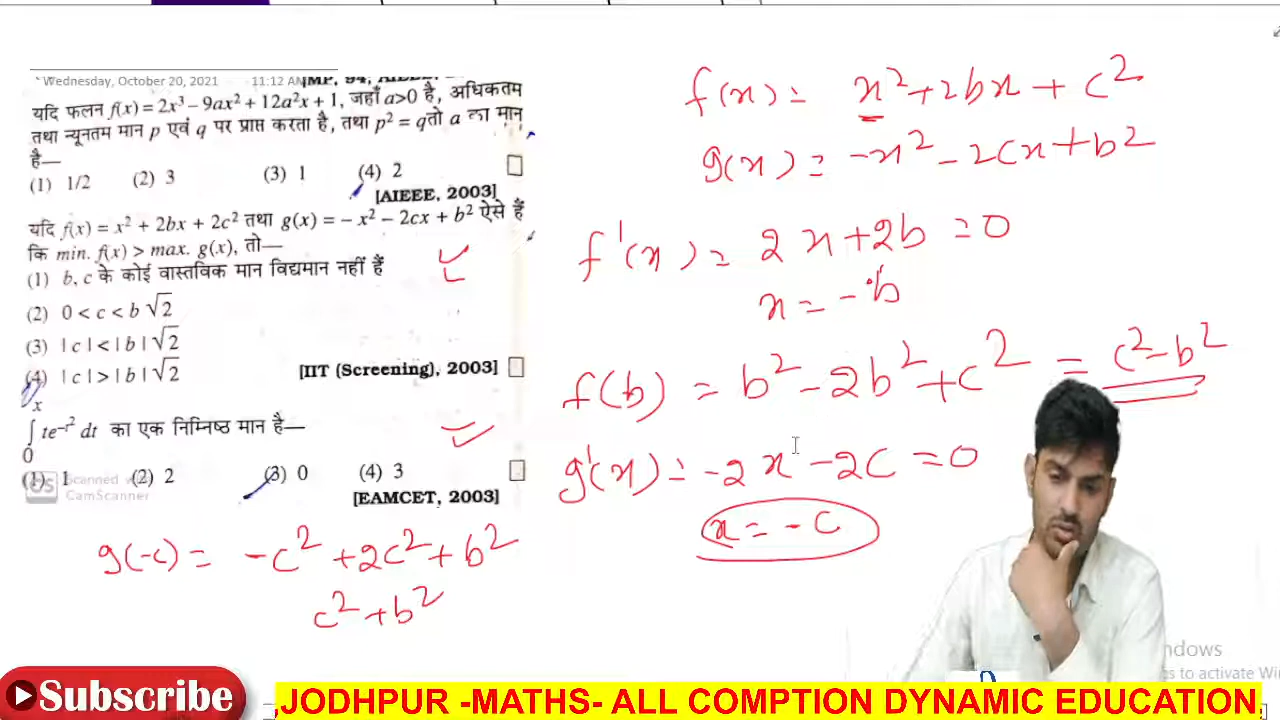 Wednesday, October 20, 2021 11:12 AM
यदि फलन f(x) = 2x³ – 9ax² + 12a²x + 1, जहाँ a>0 है, अधिकतम
तथा न्यूनतम मान p एवं q पर प्राप्त करता है, तथा p² = q तो a का मान
है—
(1) 1/2 (2) 3 (3) 1 (4) 2
[AIEEE, 2003]
यदि f(x) = x² + 2bx + 2c² तथा g(x) = – x² – 2cx + b² ऐसे हैं
कि min. f(x) > max. g(x), तो—
(1) b, c के कोई वास्तविक मान विद्यमान नहीं हैं
(2) 0 < c < b√2
(3) | c | < | b | √2
(4) | c | > | b | √2 [IIT (Screening), 2003]
∫₀ˣ te^(–t²) dt का एक निम्निष्ठ मान है—
(1) 1 (2) 2 (3) 0 (4) 3
[EAMCET, 2003]
CS Scanned with CamScanner
f(x) = x² + 2bx + c²
g(x) = -x² - 2cx + b²
f'(x) = 2x + 2b = 0
x = -b
f(b) = b² - 2b² + c² = c² - b²
g'(x) = -2x - 2c = 0
x = -c
g(-c) = -c² + 2c² + b²
c² + b²
Subscribe
,JODHPUR -MATHS- ALL COMPTION DYNAMIC EDUCATION,